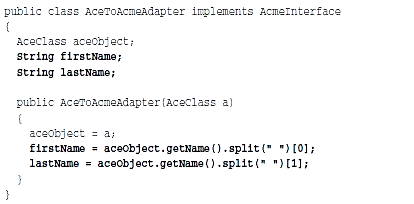 public class AceToAcmeAdapter implements AcmeInterface
{
  AceClass aceObject;
  String firstName;
  String lastName;

  public AceToAcmeAdapter(AceClass a)
  {
    aceObject = a;
    firstName = aceObject.getName().split(" ")[0];
    lastName = aceObject.getName().split(" ")[1];
  }
}